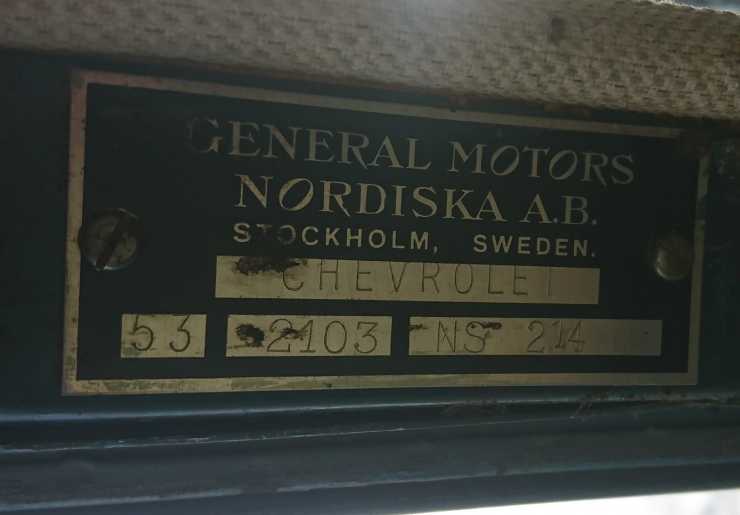 GENERAL MOTORS
NORDISKA A.B.
STOCKHOLM, SWEDEN.
CHEVROLET
53 2103 NS 214